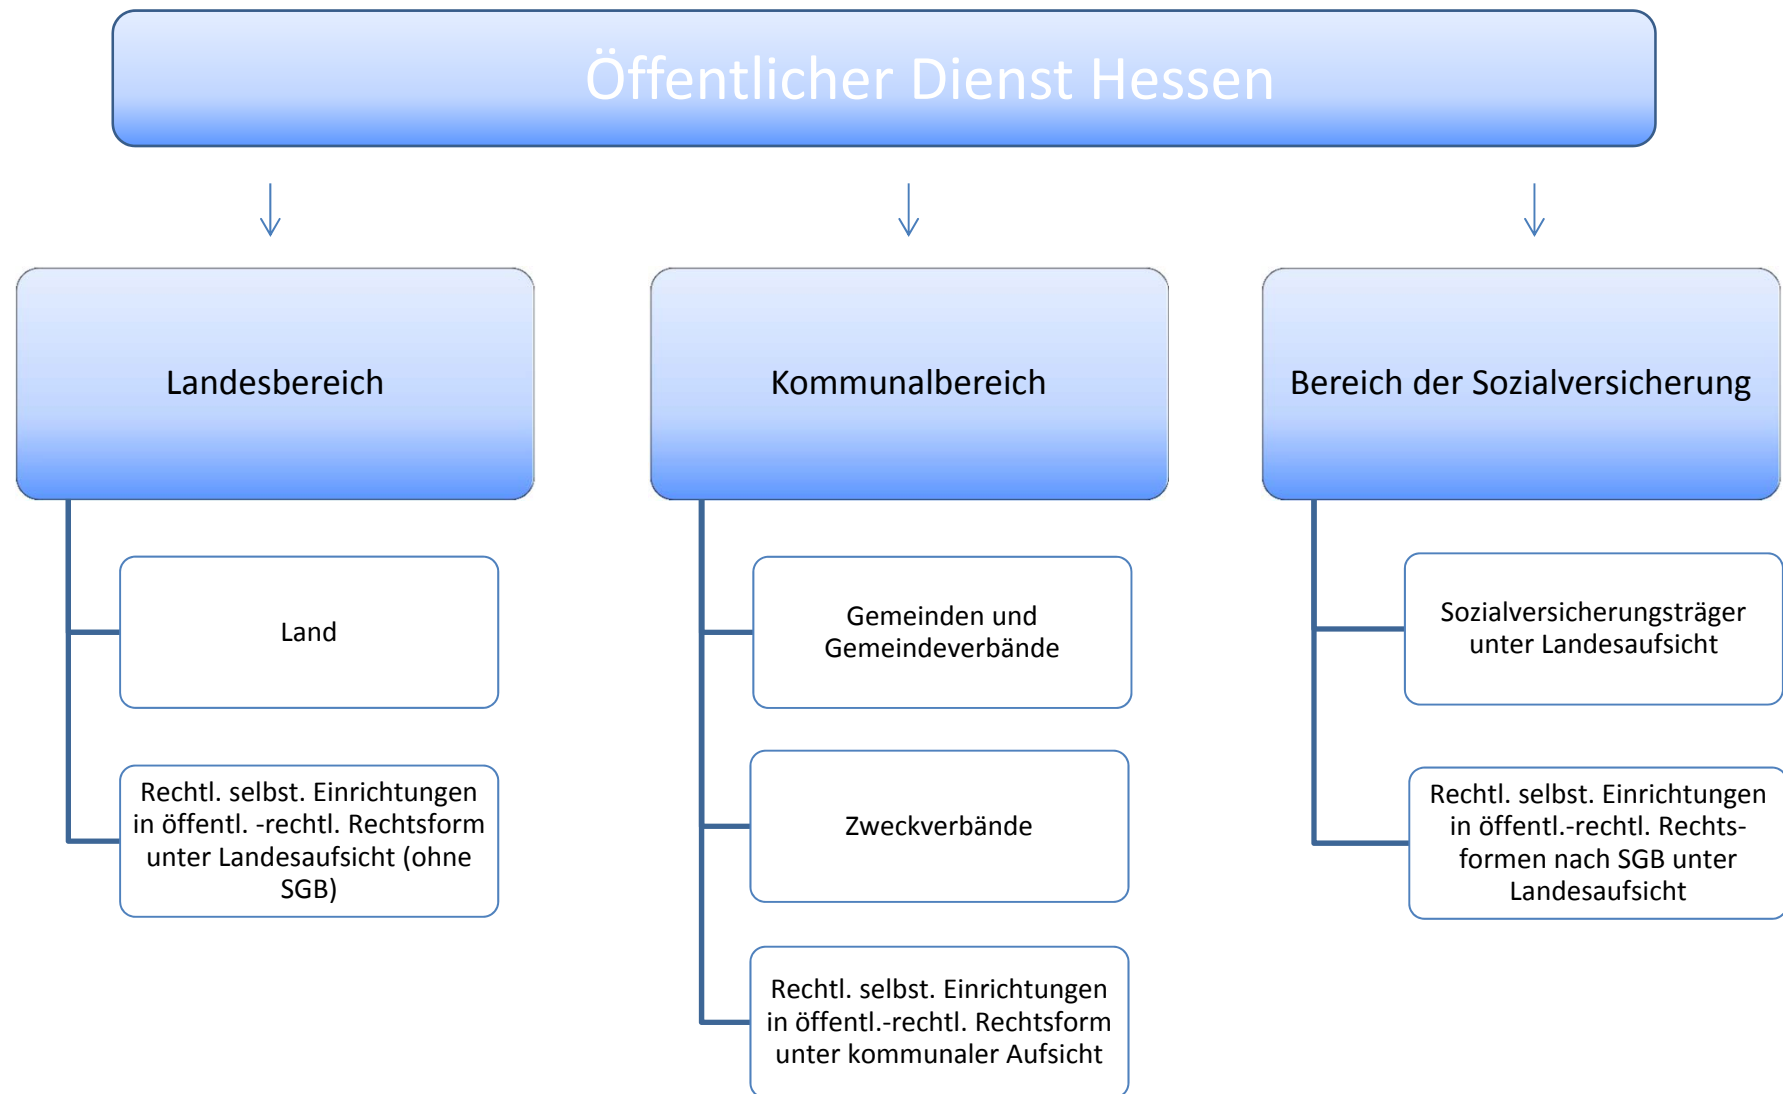 Öffentlicher Dienst Hessen
Landesbereich
Land
Rechtl. selbst. Einrichtungen
in öffentl. -rechtl. Rechtsform
unter Landesaufsicht (ohne
SGB)
Kommunalbereich
Gemeinden und
Gemeindeverbände
Zweckverbände
Rechtl. selbst. Einrichtungen
in öffentl.-rechtl. Rechtsform
unter kommunaler Aufsicht
Bereich der Sozialversicherung
Sozialversicherungsträger
unter Landesaufsicht
Rechtl. selbst. Einrichtungen
in öffentl.-rechtl. Rechts-
formen nach SGB unter
Landesaufsicht